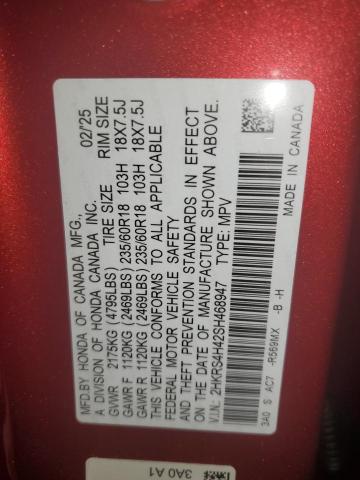 MFD. BY HONDA OF CANADA MFG., 02/'25
A DIVISION OF HONDA CANADA INC.
TIRE SIZE RIM SIZE
GVWR 2175KG (4795LBS)
GAWR F 1120KG (2469LBS) 235/60R18 103H 18X7.5J
GAWR R 1120KG (2469LBS) 235/60R18 103H 18X7.5J
THIS VEHICLE CONFORMS TO ALL APPLICABLE
FEDERAL MOTOR VEHICLE SAFETY
AND THEFT PREVENTION STANDARDS IN EFFECT
ON THE DATE OF MANUFACTURE SHOWN ABOVE.
V.I.N.: 2HKRS4H42SH468947 TYPE: MPV
3A0 S AC7 -R569MX -B -H MADE IN CANADA
3A0 A1